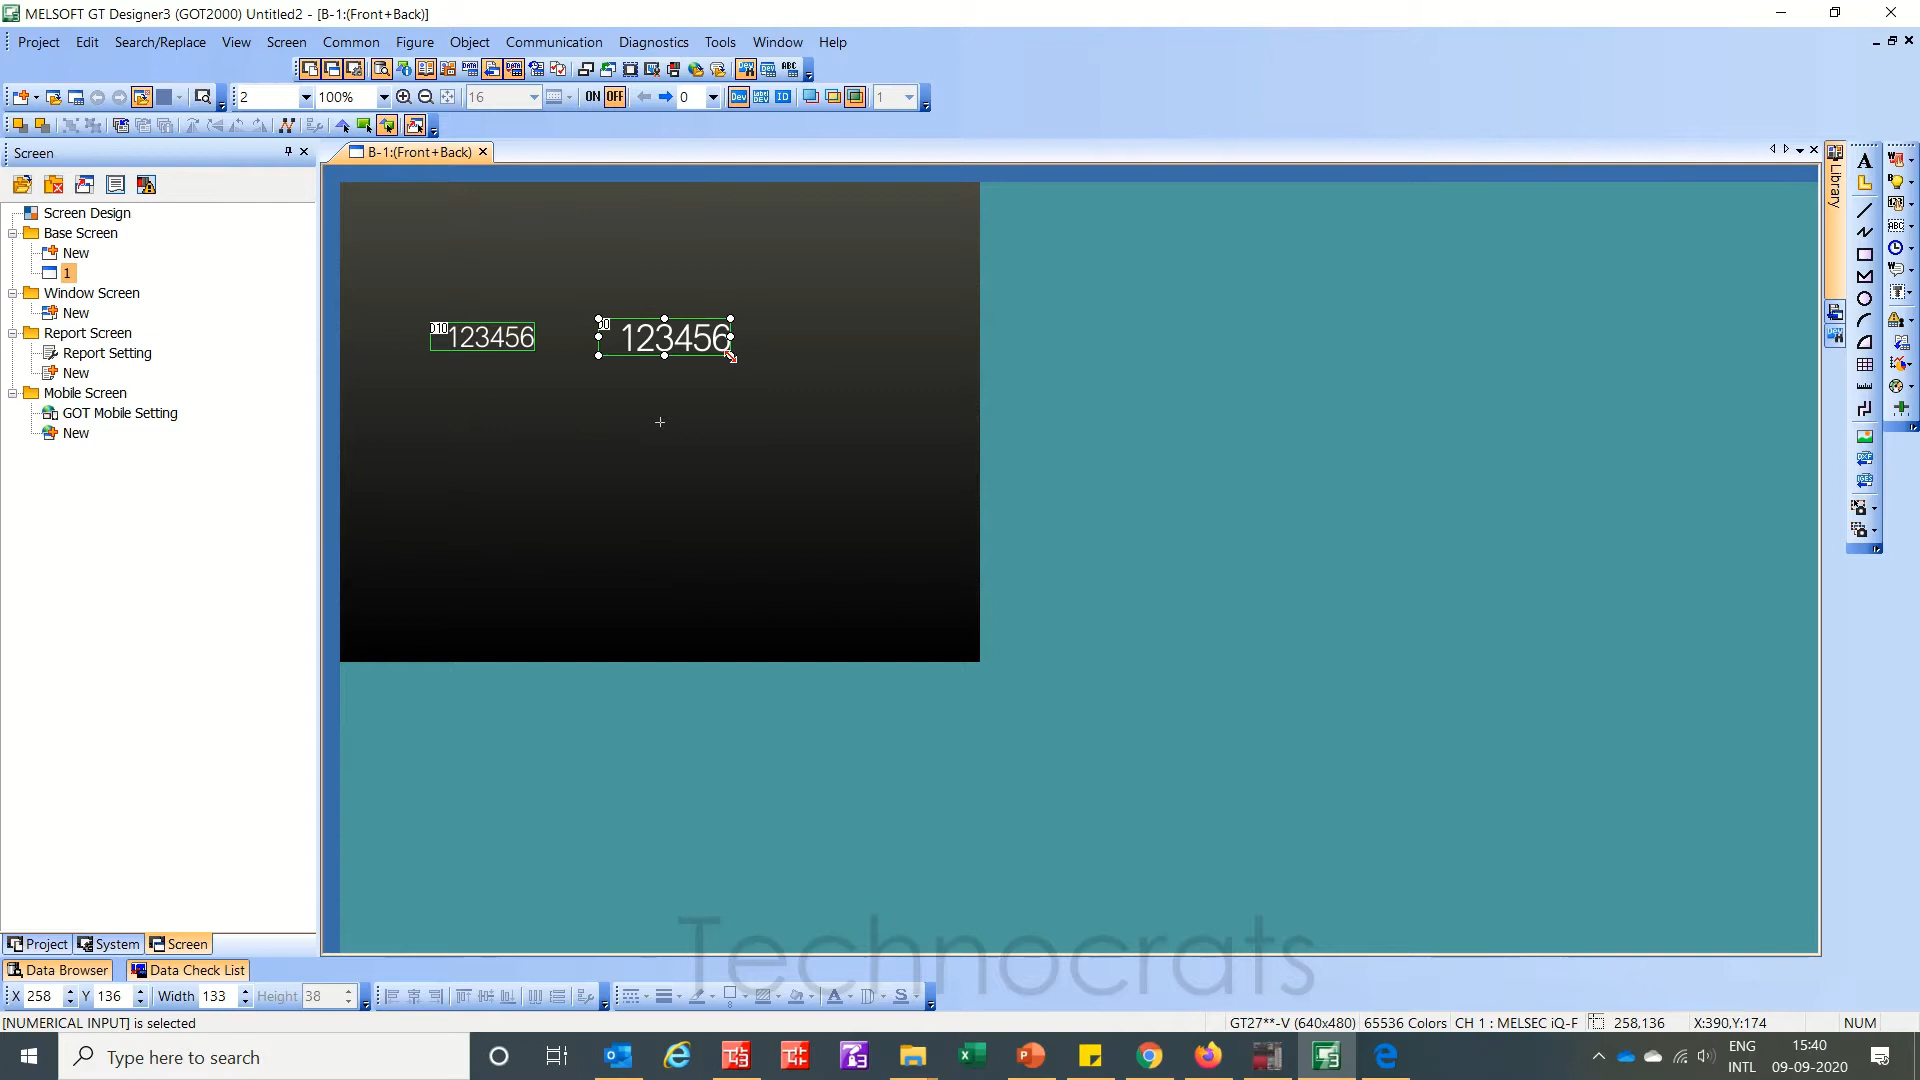 MELSOFT GT Designer3 (GOT2000) Untitled2 - [B-1:(Front+Back)]
Project Edit Search/Replace View Screen Common Figure Object Communication Diagnostics Tools Window Help
2 100% 16 ON OFF 0 Dev ID 1
Screen
B-1:(Front+Back)
Library
Screen Design
Base Screen
New
1
Window Screen
New
Report Screen
Report Setting
New
Mobile Screen
GOT Mobile Setting
New
D10 123456
D0 123456
Project System Screen
Data Browser Data Check List
X 258 Y 136 Width 133 Height 38
Technocrats
[NUMERICAL INPUT] is selected
GT27**-V (640x480) 65536 Colors CH 1 : MELSEC iQ-F 258,136 X:390,Y:174 NUM
Type here to search
ENG
INTL
15:40
09-09-2020